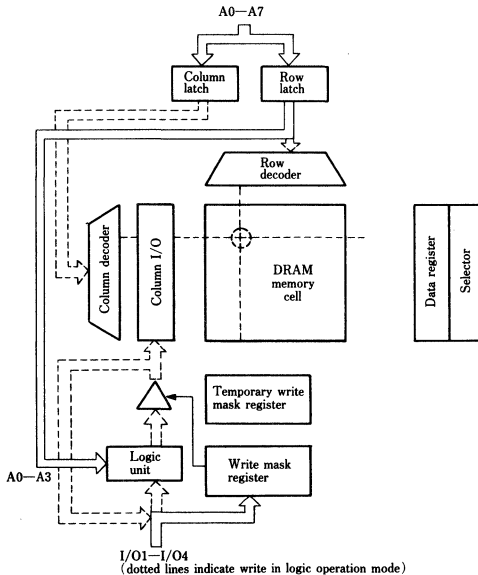 A0—A7
Column
latch
Row
latch
Row
decoder
Column decoder
Column I/O
DRAM
memory
cell
Data register
Selector
Temporary write
mask register
Logic
unit
Write mask
register
A0—A3
I/O1—I/O4
(dotted lines indicate write in logic operation mode)